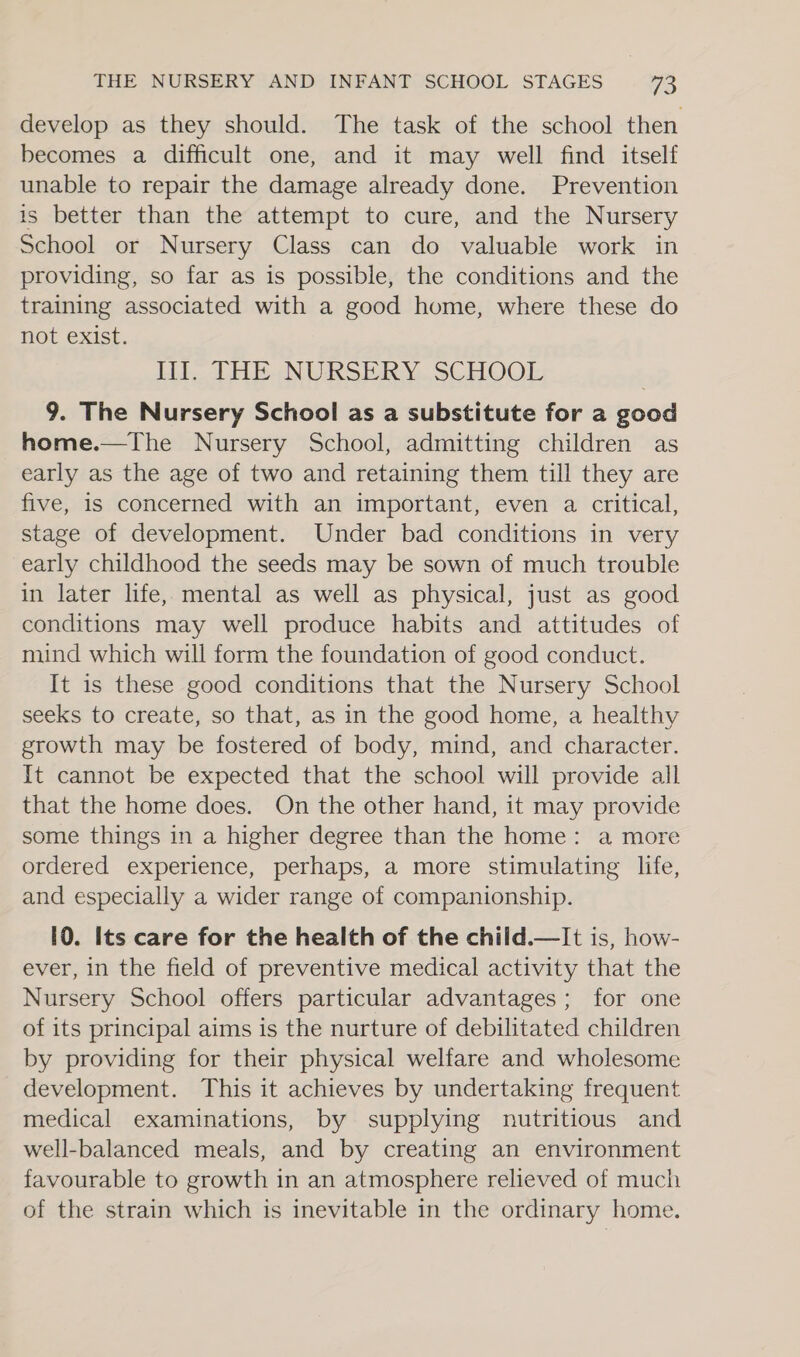 THE NURSERY AND INFANT SCHOOL STAGES 73
develop as they should. The task of the school then
becomes a difficult one, and it may well find itself
unable to repair the damage already done. Prevention
is better than the attempt to cure, and the Nursery
School or Nursery Class can do valuable work in
providing, so far as is possible, the conditions and the
training associated with a good home, where these do
not exist.
III. THE NURSERY SCHOOL
9. The Nursery School as a substitute for a good
home.—The Nursery School, admitting children as
early as the age of two and retaining them till they are
five, is concerned with an important, even a critical,
stage of development. Under bad conditions in very
early childhood the seeds may be sown of much trouble
in later life, mental as well as physical, just as good
conditions may well produce habits and attitudes of
mind which will form the foundation of good conduct.
It is these good conditions that the Nursery School
seeks to create, so that, as in the good home, a healthy
growth may be fostered of body, mind, and character.
It cannot be expected that the school will provide all
that the home does. On the other hand, it may provide
some things in a higher degree than the home: a more
ordered experience, perhaps, a more stimulating life,
and especially a wider range of companionship.
10. Its care for the health of the child.—It is, how-
ever, in the field of preventive medical activity that the
Nursery School offers particular advantages; for one
of its principal aims is the nurture of debilitated children
by providing for their physical welfare and wholesome
development. This it achieves by undertaking frequent
medical examinations, by supplying nutritious and
well-balanced meals, and by creating an environment
favourable to growth in an atmosphere relieved of much
of the strain which is inevitable in the ordinary home.